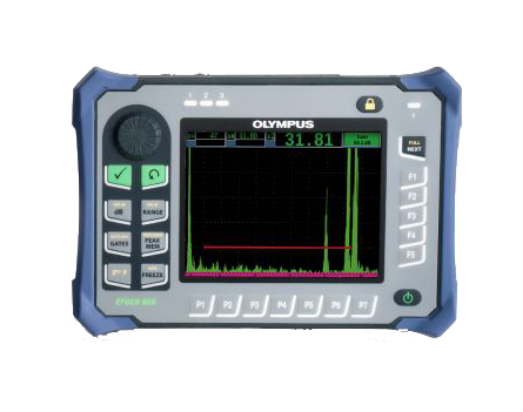 1 2 3
OLYMPUS
47
31.81
FULL
NEXT
F1
RANGE
F2
F3
GATES
PEAK
MEM
F4
F5
2nd F
FREEZE
EPOCH 600
P1 P2 P3 P4 P5 P6 P7